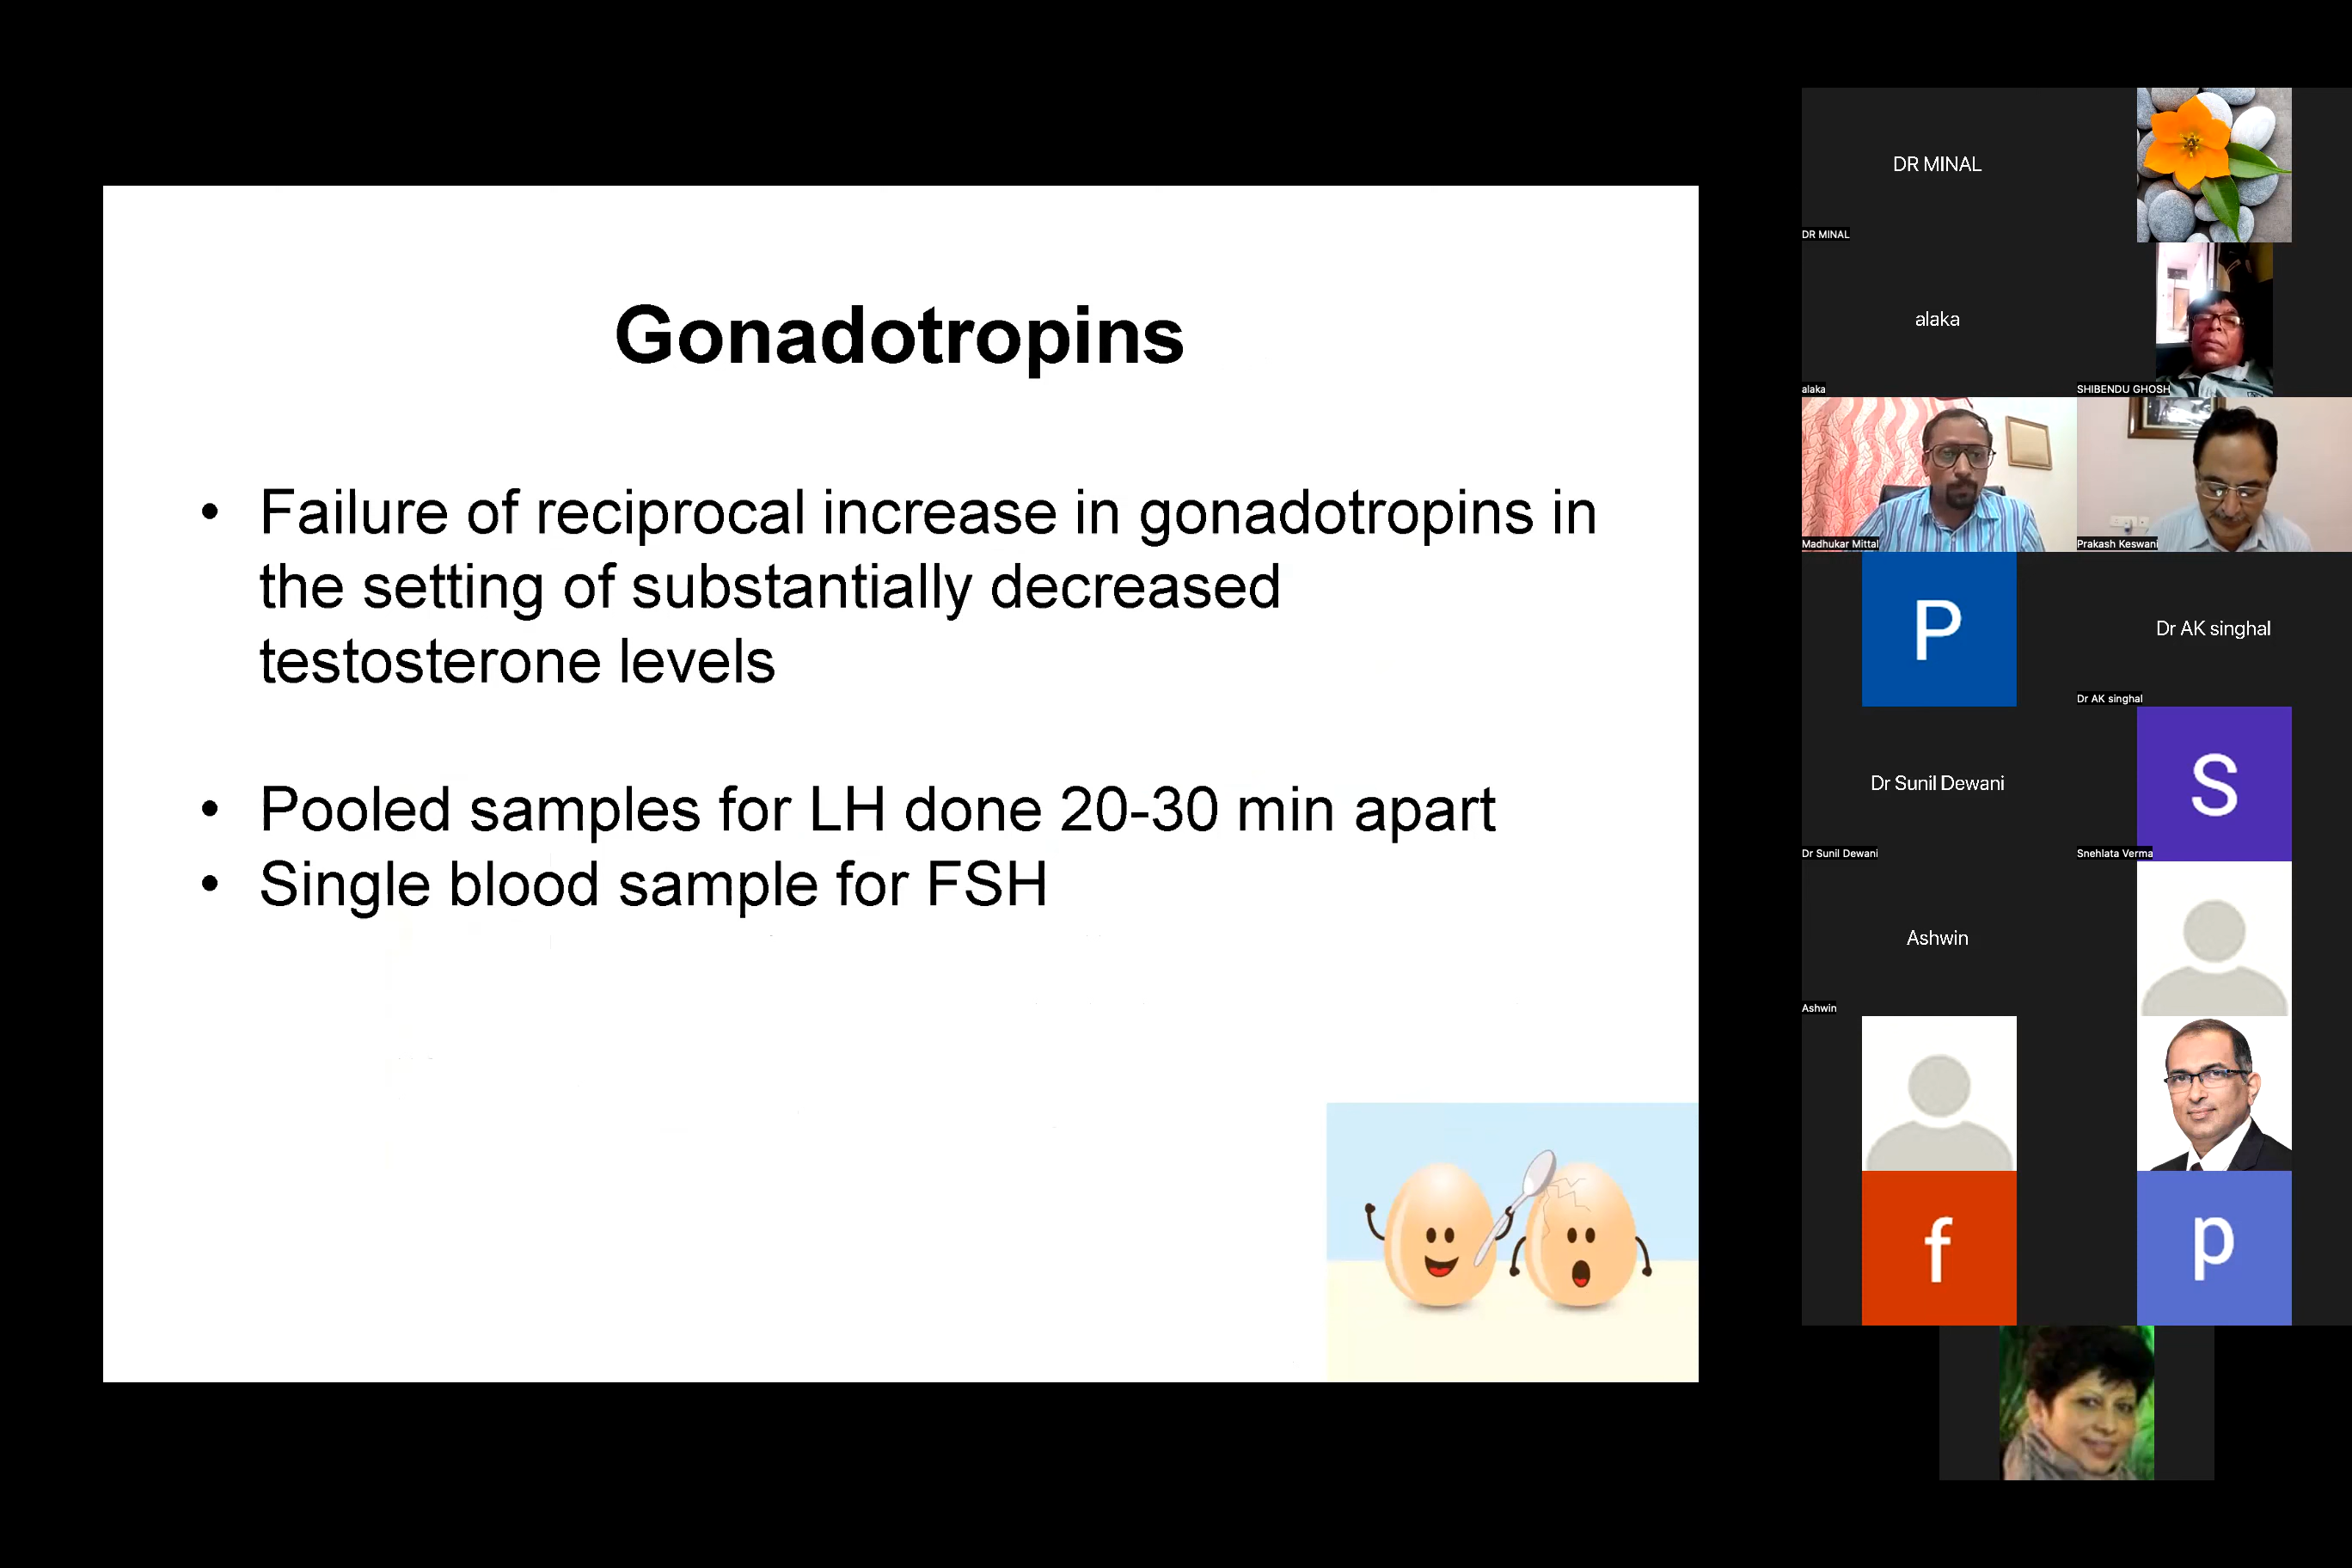 Gonadotropins
• Failure of reciprocal increase in gonadotropins in
the setting of substantially decreased
testosterone levels
• Pooled samples for LH done 20-30 min apart
• Single blood sample for FSH
DR MINAL
DR MINAL
alaka
alaka
SHIBENDU GHOSH
Madhukar Mittal
Prakash Keswani
P
Dr AK singhal
Dr AK singhal
Dr Sunil Dewani
Dr Sunil Dewani
S
Snehlata Verma
Ashwin
Ashwin
f
p